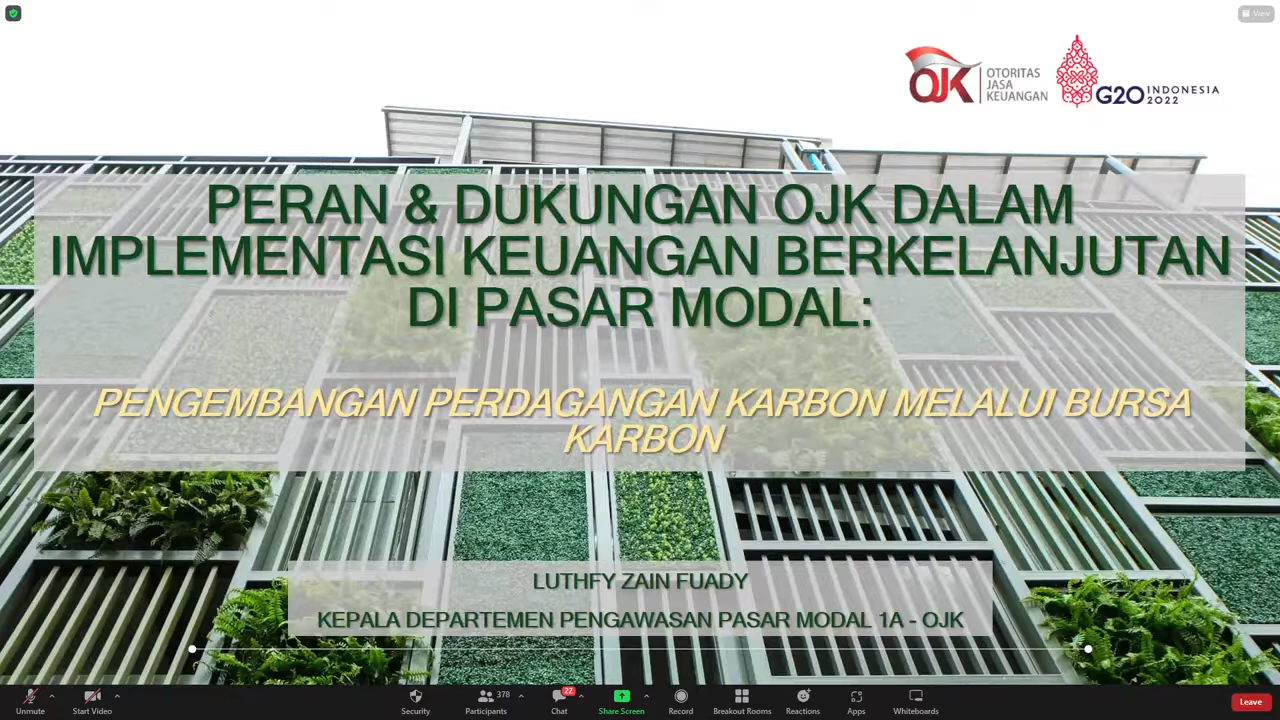 View
OJK OTORITAS
JASA
KEUANGAN
G20 INDONESIA
2022
PERAN & DUKUNGAN OJK DALAM
IMPLEMENTASI KEUANGAN BERKELANJUTAN
DI PASAR MODAL:
PENGEMBANGAN PERDAGANGAN KARBON MELALUI BURSA
KARBON
LUTHFY ZAIN FUADY
KEPALA DEPARTEMEN PENGAWASAN PASAR MODAL 1A - OJK
Unmute
Start Video
Security
Participants 378
Chat 22
Share Screen
Record
Breakout Rooms
Reactions
Apps
Whiteboards
Leave